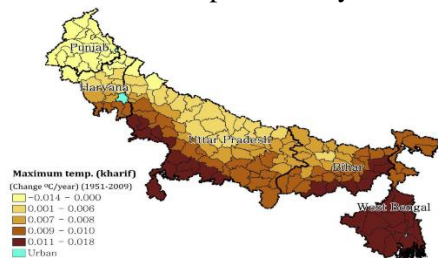 Punjab
Haryana
Uttar Pradesh
Bihar
West Bengal
Maximum temp. (kharif)
(Change ºC/year) (1951-2009)
-0.014 - 0.000
0.001 - 0.006
0.007 - 0.008
0.009 - 0.010
0.011 - 0.018
Urban